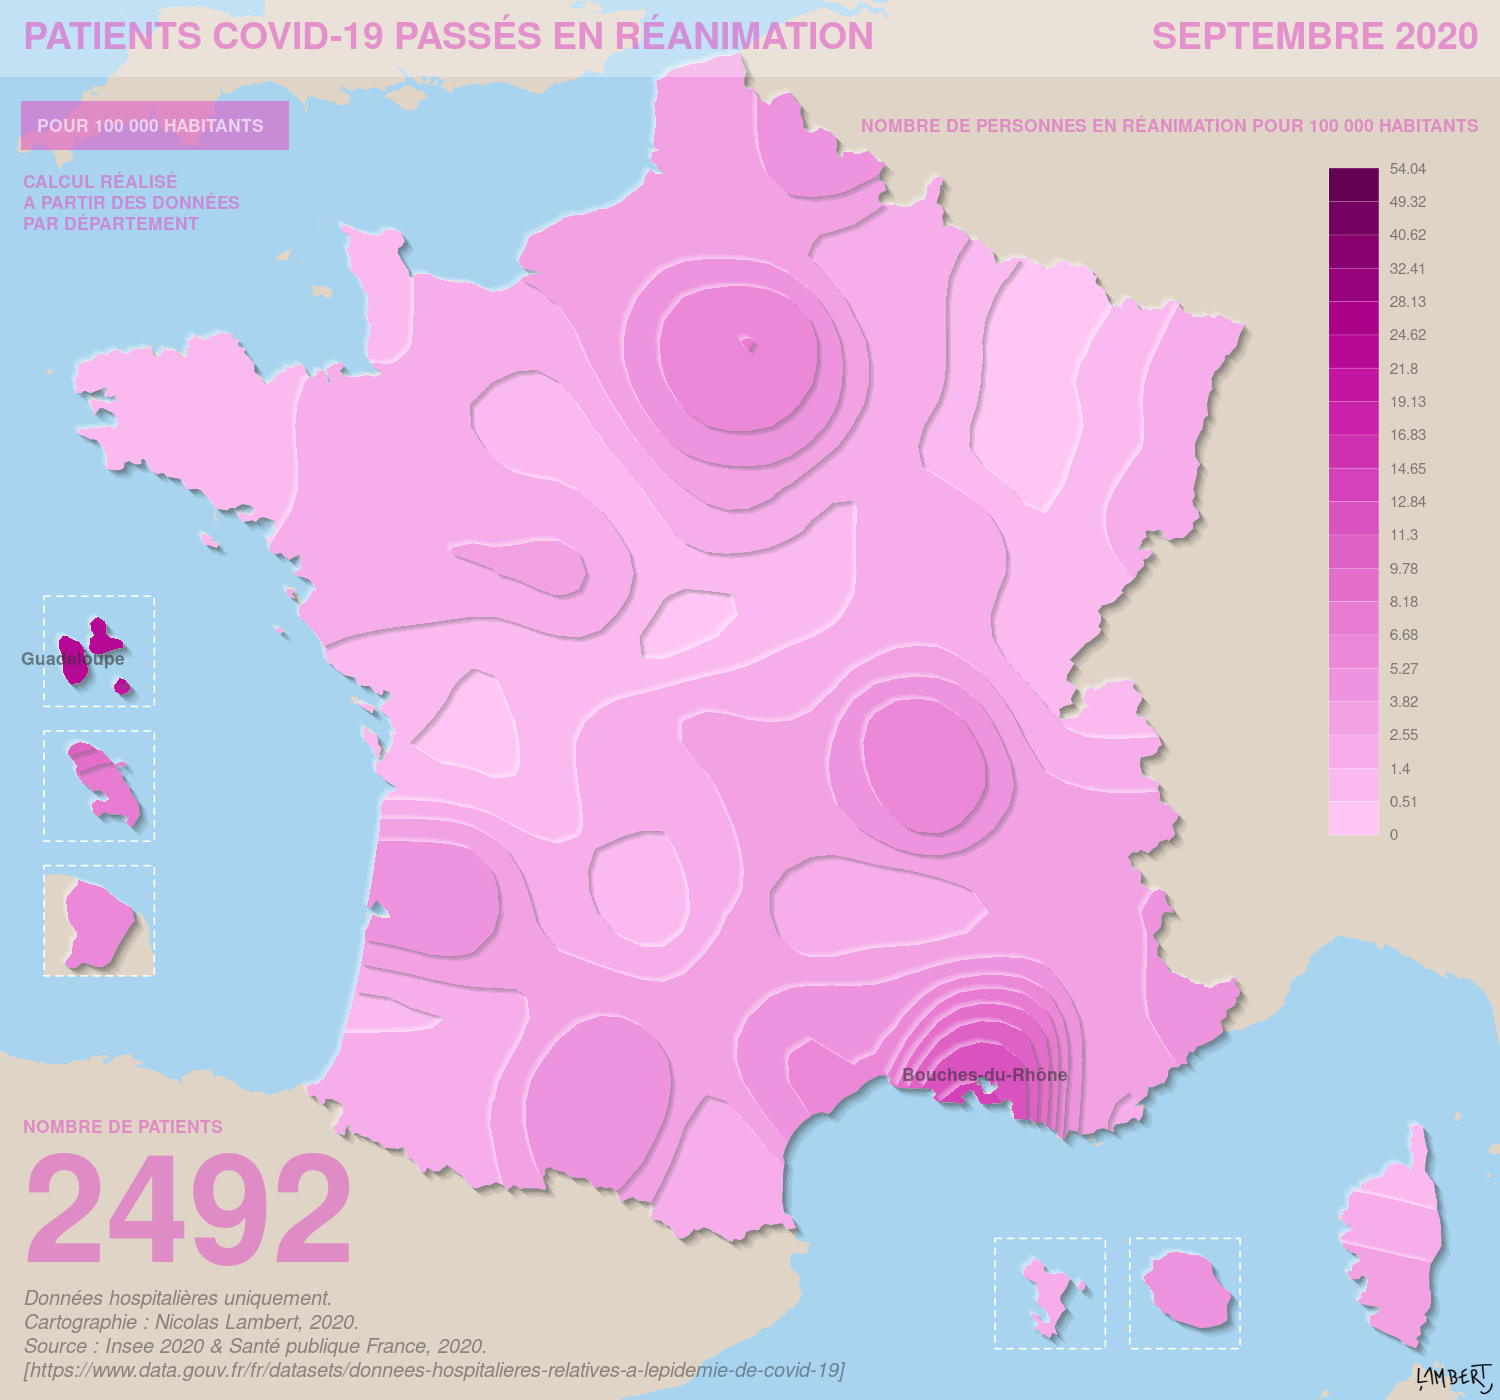 PATIENTS COVID-19 PASSÉS EN RÉANIMATION
SEPTEMBRE 2020
POUR 100 000 HABITANTS
CALCUL RÉALISÉ
A PARTIR DES DONNÉES
PAR DÉPARTEMENT
NOMBRE DE PERSONNES EN RÉANIMATION POUR 100 000 HABITANTS
54.04
49.32
40.62
32.41
28.13
24.62
21.8
19.13
16.83
14.65
12.84
11.3
9.78
8.18
6.68
5.27
3.82
2.55
1.4
0.51
0
Guadeloupe
Bouches-du-Rhône
NOMBRE DE PATIENTS
2492
Données hospitalières uniquement.
Cartographie : Nicolas Lambert, 2020.
Source : Insee 2020 & Santé publique France, 2020.
[https://www.data.gouv.fr/fr/datasets/donnees-hospitalieres-relatives-a-lepidemie-de-covid-19]
LAMBERT